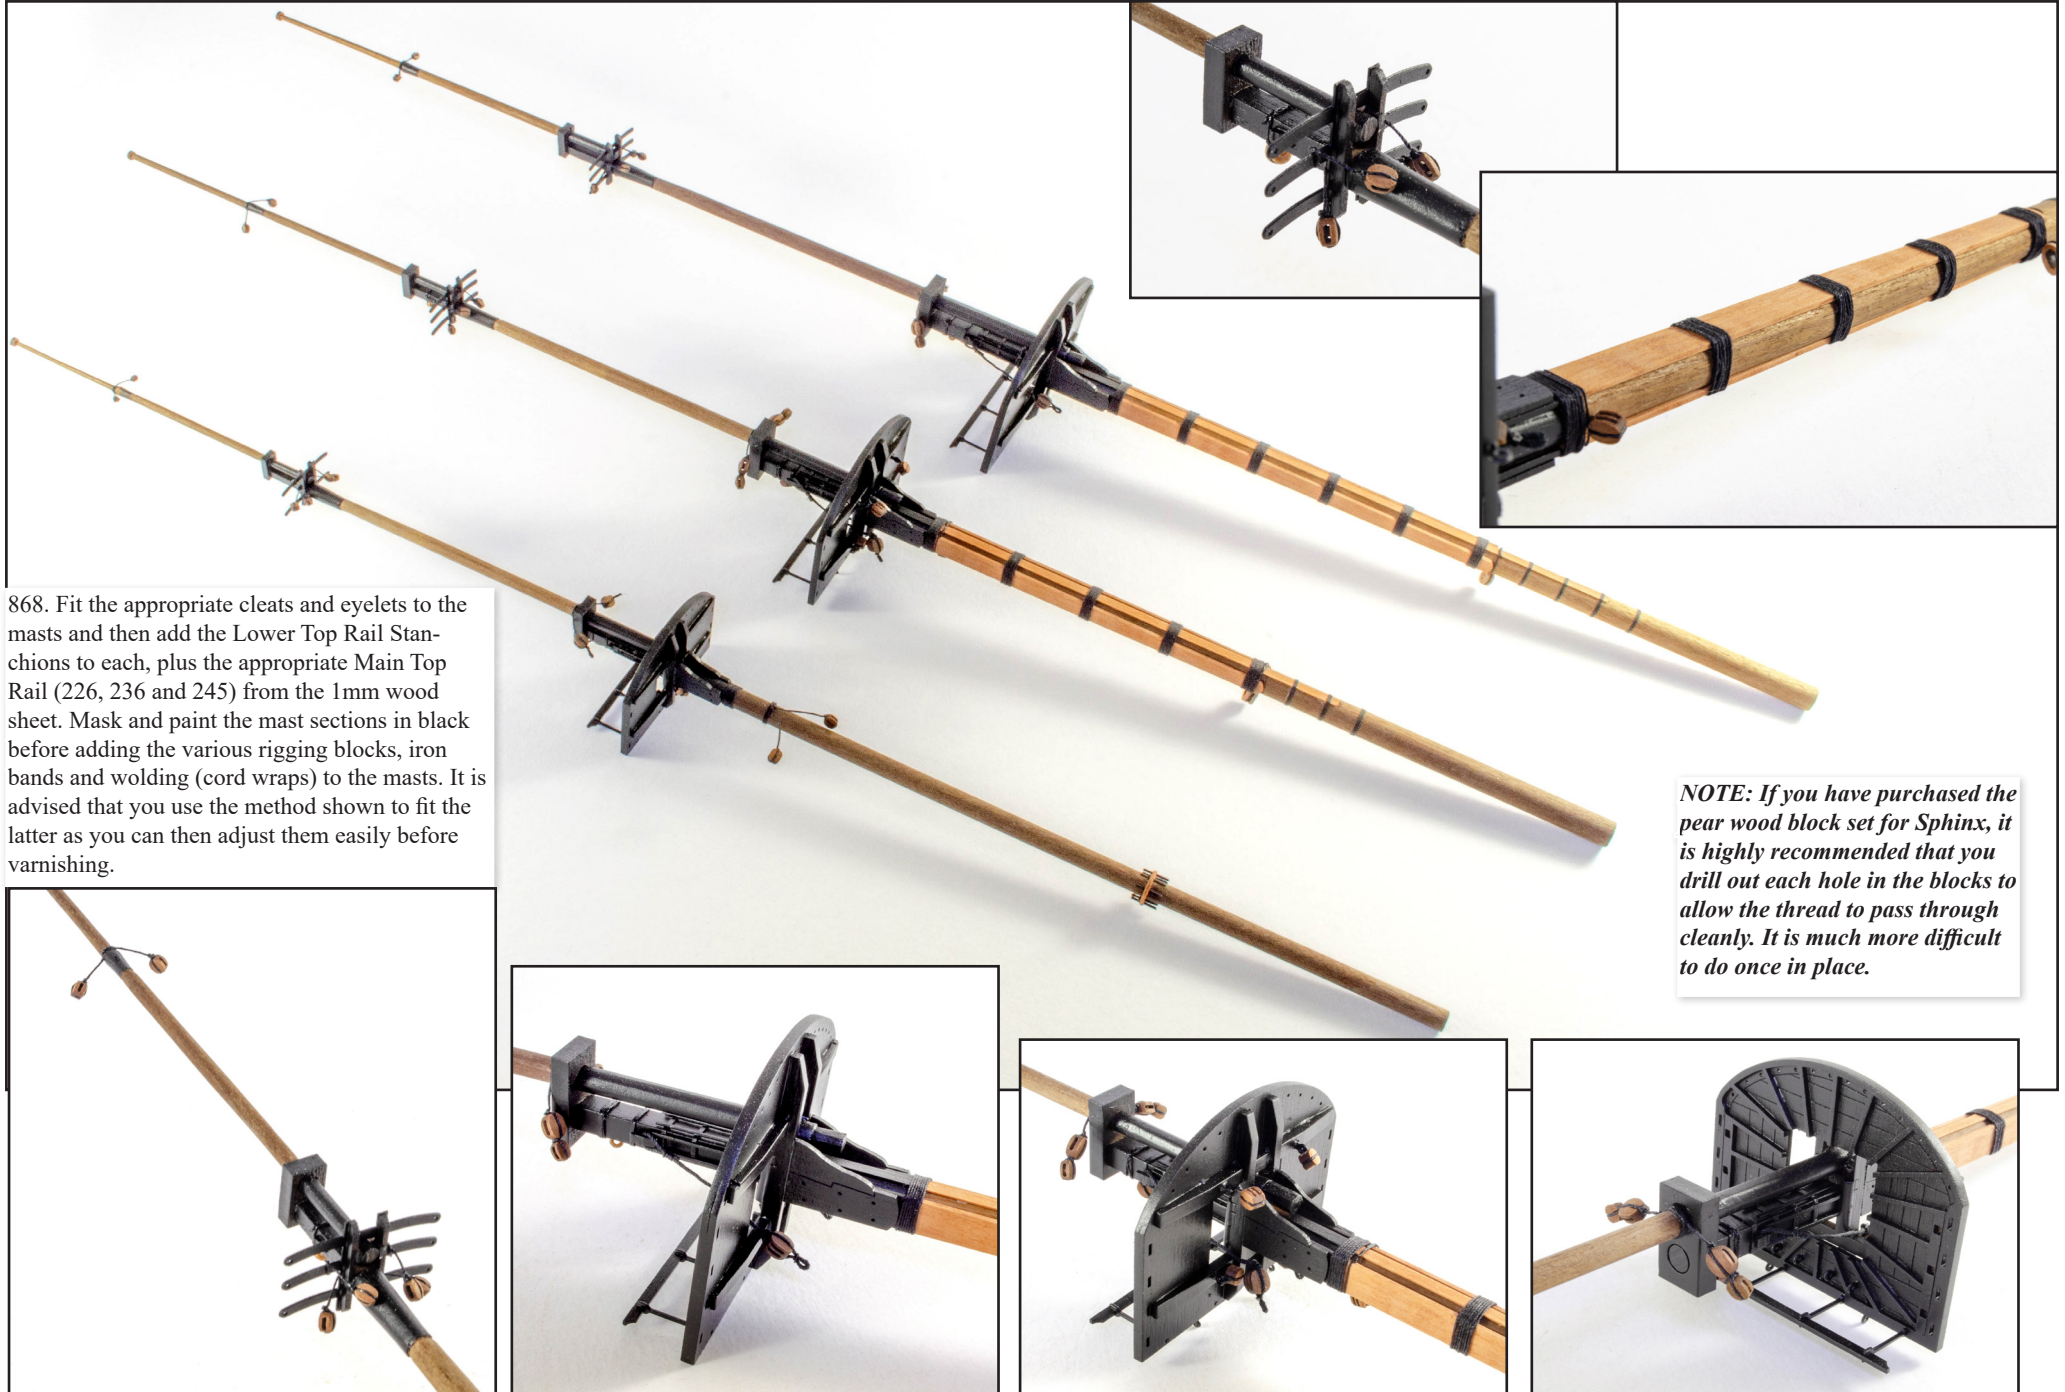 868. Fit the appropriate cleats and eyelets to the
masts and then add the Lower Top Rail Stan-
chions to each, plus the appropriate Main Top
Rail (226, 236 and 245) from the 1mm wood
sheet. Mask and paint the mast sections in black
before adding the various rigging blocks, iron
bands and wolding (cord wraps) to the masts. It is
advised that you use the method shown to fit the
latter as you can then adjust them easily before
varnishing.
NOTE: If you have purchased the
pear wood block set for Sphinx, it
is highly recommended that you
drill out each hole in the blocks to
allow the thread to pass through
cleanly. It is much more difficult
to do once in place.